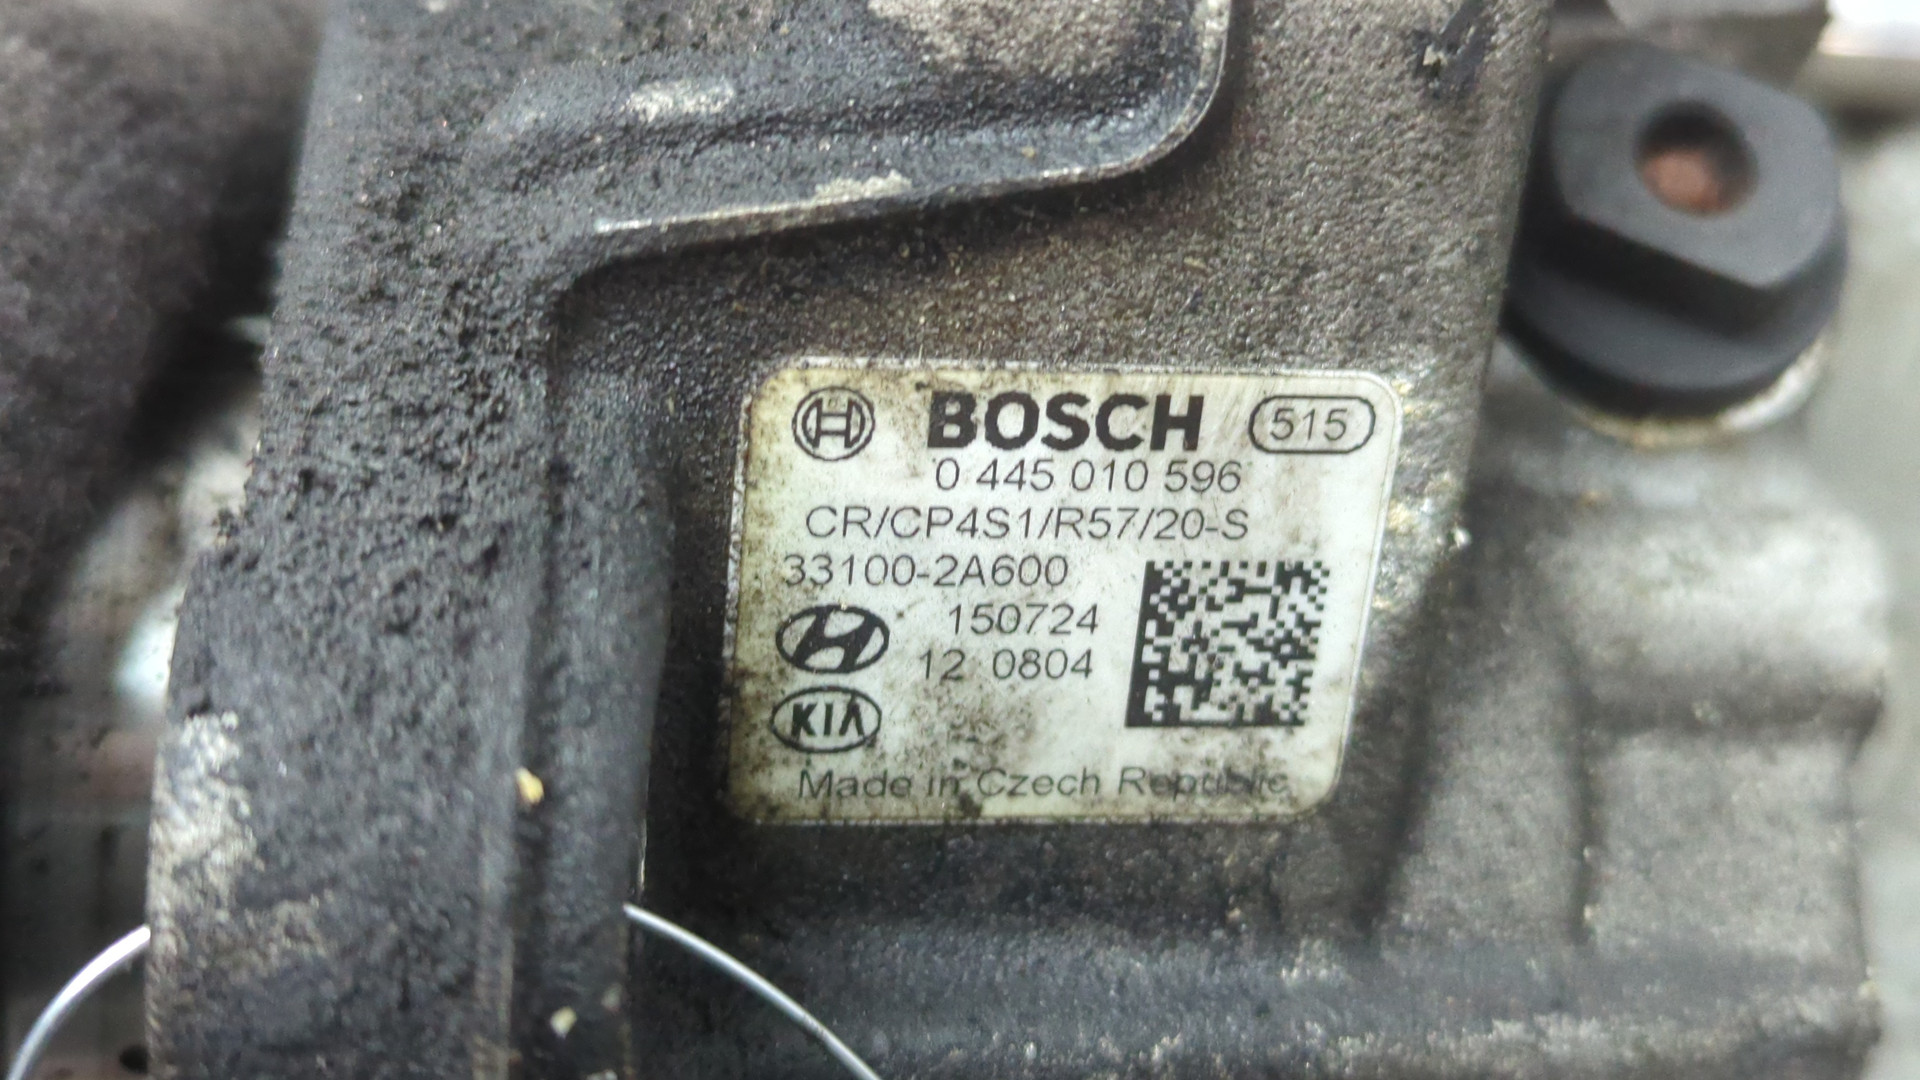 BOSCH 515
0 445 010 596
CR/CP4S1/R57/20-S
33100-2A600
150724
12 0804
KIA
Made in Czech Republic